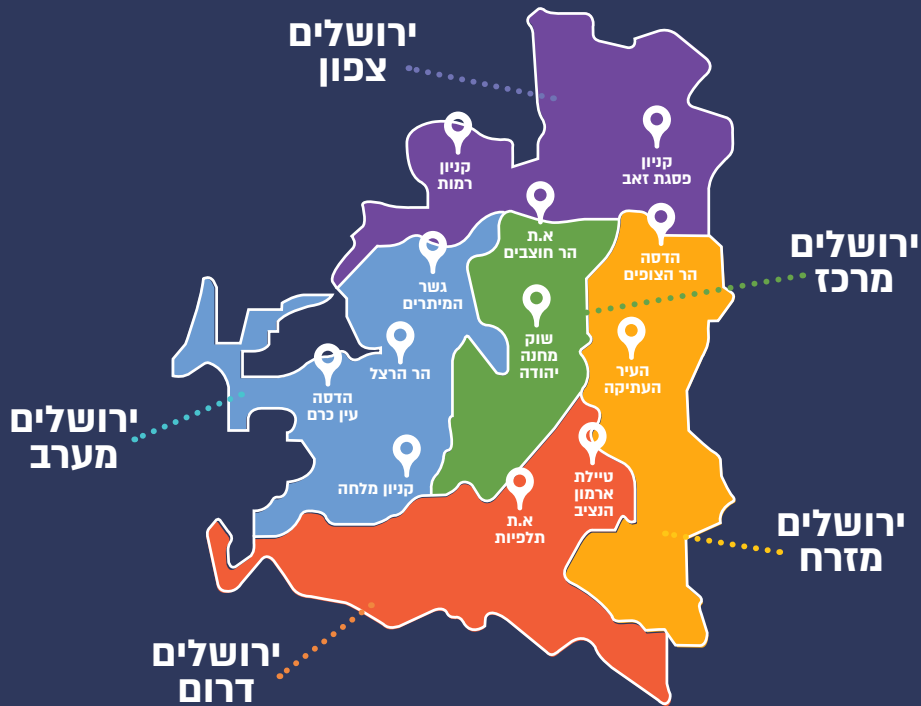 ירושלים
צפון
קניון
פסגת זאב
קניון
רמות
א.ת
הר חוצבים
הדסה
הר הצופים
ירושלים
מרכז
גשר
המיתרים
שוק
מחנה
יהודה
העיר
העתיקה
הר הרצל
הדסה
עין כרם
ירושלים
מערב
קניון מלחה
טיילת
ארמון
הנציב
א.ת
תלפיות
ירושלים
מזרח
ירושלים
דרום